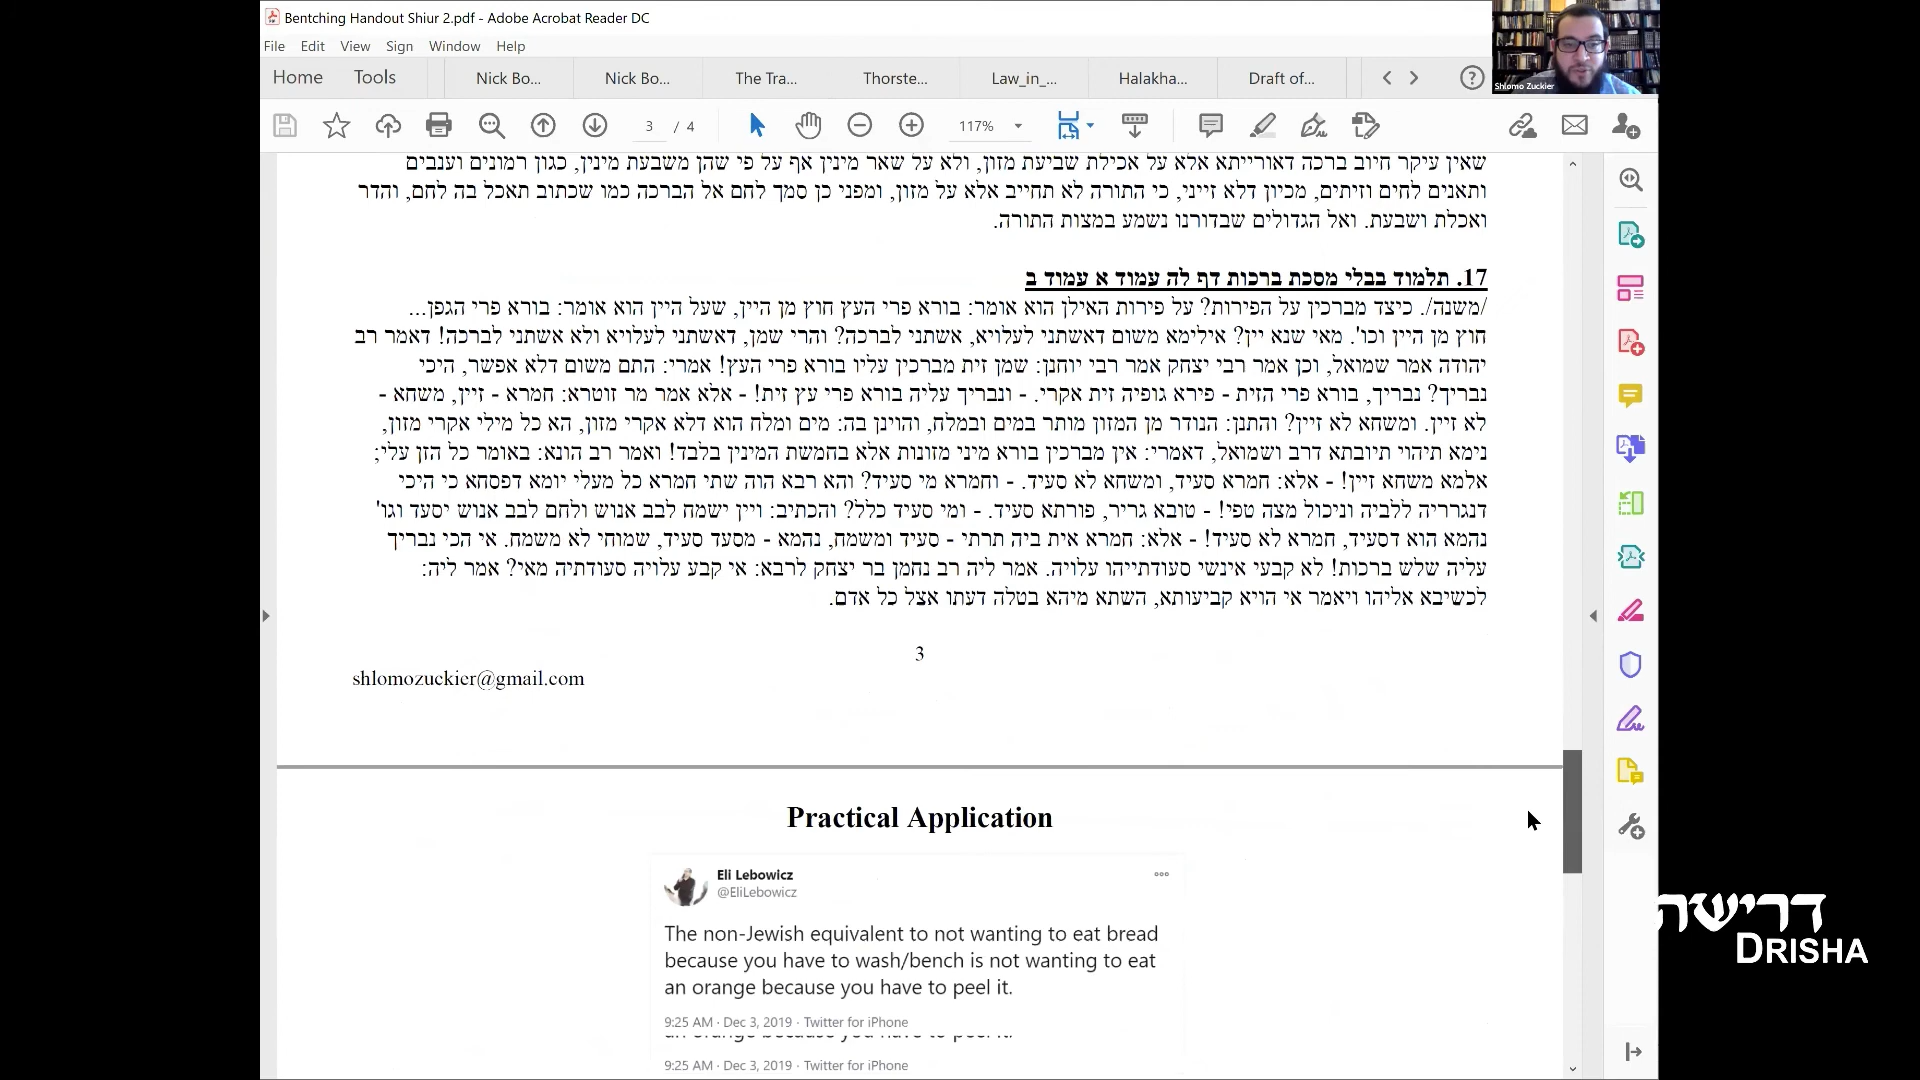 Bentching Handout Shiur 2.pdf - Adobe Acrobat Reader DC
File Edit View Sign Window Help
Home Tools Nick Bo... Nick Bo... The Tra... Thorste... Law_in_... Halakha... Draft of...
Shlomo Zuckier
3 / 4 117%
שאין עיקר חיוב ברכה דאורייתא אלא על אכילת שביעת מזון, ולא על שאר מינין אף על פי שהן משבעת מינין, כגון רמונים וענבים
ותאנים לחים וזיתים, מכיון דלא זייני, כי התורה לא תחייב אלא על מזון, ומפני כן סמך לחם אל הברכה כמו שכתוב תאכל בה לחם, והדר
ואכלת ושבעת. ואל הגדולים שבדורנו נשמע במצות התורה.
17. תלמוד בבלי מסכת ברכות דף לה עמוד א עמוד ב
/משנה/. כיצד מברכין על הפירות? על פירות האילן הוא אומר: בורא פרי העץ חוץ מן היין, שעל היין הוא אומר: בורא פרי הגפן...
חוץ מן היין וכו'. מאי שנא יין? אילימא משום דאשתני לעלויא, אשתני לברכה? והרי שמן, דאשתני לעלויא ולא אשתני לברכה! דאמר רב
יהודה אמר שמואל, וכן אמר רבי יצחק אמר רבי יוחנן: שמן זית מברכין עליו בורא פרי העץ! אמרי: התם משום דלא אפשר, היכי
נבריך? נבריך, בורא פרי הזית - פירא גופיה זית אקרי. - ונבריך עליה בורא פרי עץ זית! - אלא אמר מר זוטרא: חמרא - זיין, משחא -
לא זיין. ומשחא לא זיין? והתנן: הנודר מן המזון מותר במים ובמלח, והוינן בה: מים ומלח הוא דלא אקרי מזון, הא כל מילי אקרי מזון,
נימא תיהוי תיובתא דרב ושמואל, דאמרי: אין מברכין בורא מיני מזונות אלא בחמשת המינין בלבד! ואמר רב הונא: באומר כל הזן עלי;
אלמא משחא זיין! - אלא: חמרא סעיד, ומשחא לא סעיד. - וחמרא מי סעיד? והא רבא הוה שתי חמרא כל מעלי יומא דפסחא כי היכי
דנגרריה ללביה וניכול מצה טפי! - טובא גריר, פורתא סעיד. - ומי סעיד כלל? והכתיב: ויין ישמח לבב אנוש ולחם לבב אנוש יסעד וגו'
נהמא הוא דסעיד, חמרא לא סעיד! - אלא: חמרא אית ביה תרתי - סעיד ומשמח, נהמא - מסעד סעיד, שמוחי לא משמח. אי הכי נבריך
עליה שלש ברכות! לא קבעי אינשי סעודתייהו עלויה. אמר ליה רב נחמן בר יצחק לרבא: אי קבע עלויה סעודתיה מאי? אמר ליה:
לכשיבא אליהו ויאמר אי הויא קביעותא, השתא מיהא בטלה דעתו אצל כל אדם.
3
shlomozuckier@gmail.com
Practical Application
Eli Lebowicz
@EliLebowicz
The non-Jewish equivalent to not wanting to eat bread
because you have to wash/bench is not wanting to eat
an orange because you have to peel it.
9:25 AM · Dec 3, 2019 · Twitter for iPhone
an orange because you have to peel it.
9:25 AM · Dec 3, 2019 · Twitter for iPhone
דרישה
DRISHA